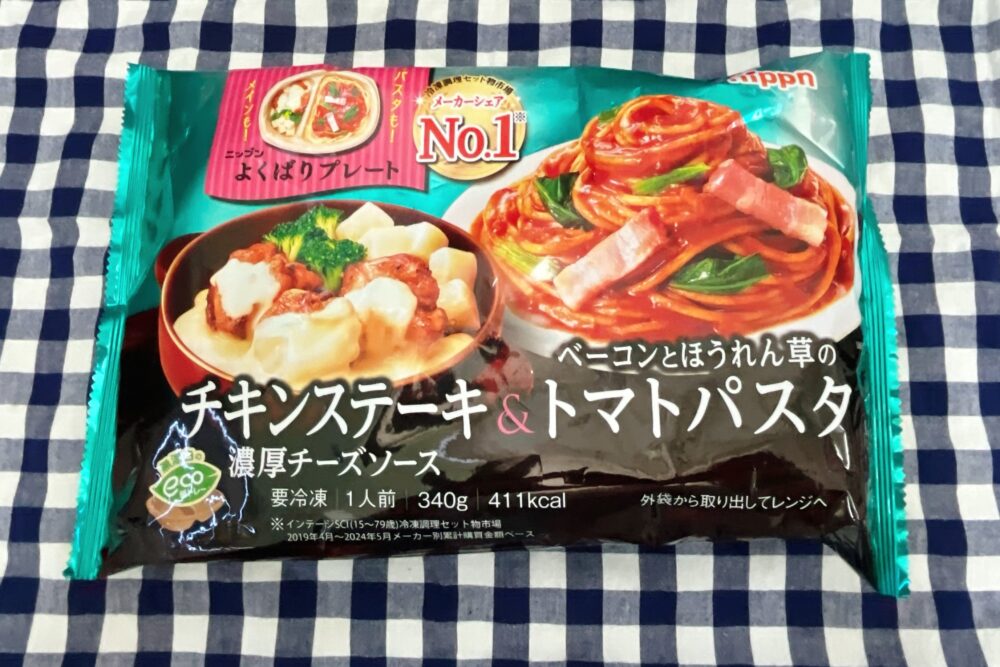 nippn
メインも!
パスタも!
ニップン
よくばりプレート
冷凍調理セット物市場
メーカーシェア
No.1※
ベーコンとほうれん草の
チキンステーキ & トマトパスタ
濃厚チーズソース
eco
要冷凍 | 1人前 | 340g | 411kcal
外袋から取り出してレンジへ
※インテージSCI(15〜79歳)冷凍調理セット物市場
2019年4月〜2024年5月メーカー別累計購買金額ベース